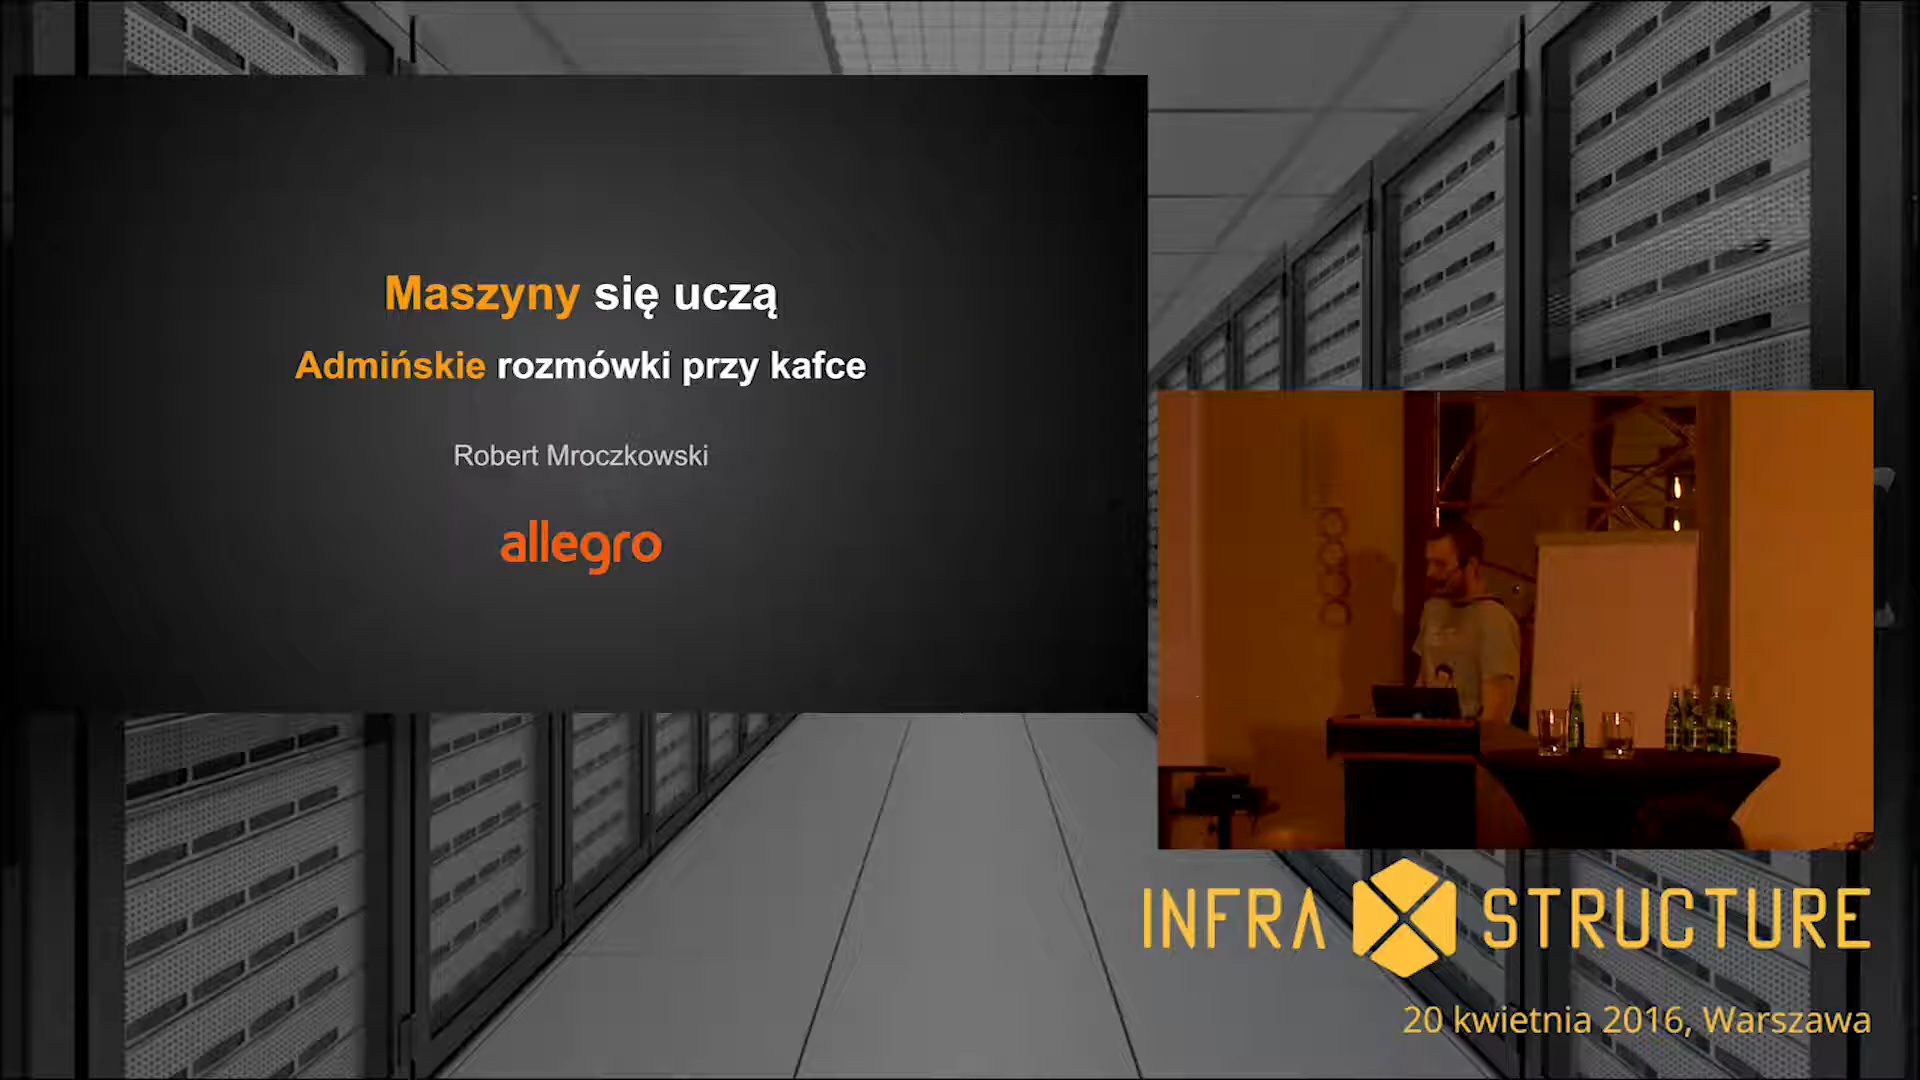 Maszyny się uczą
Admińskie rozmówki przy kafce
Robert Mroczkowski
allegro
INFRA STRUCTURE
20 kwietnia 2016, Warszawa